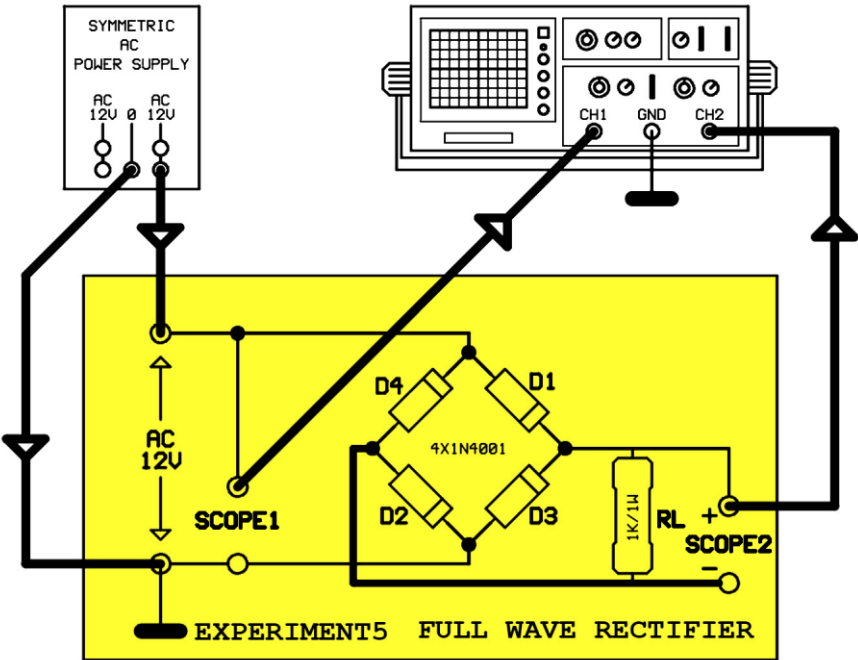 SYMMETRIC
AC
POWER SUPPLY
AC AC
12V 0 12V
CH1 GND CH2
D4 D1
4X1N4001
AC
12V
SCOPE1
D2 D3
1K/1W
RL
+
SCOPE2
-
EXPERIMENT5 FULL WAVE RECTIFIER